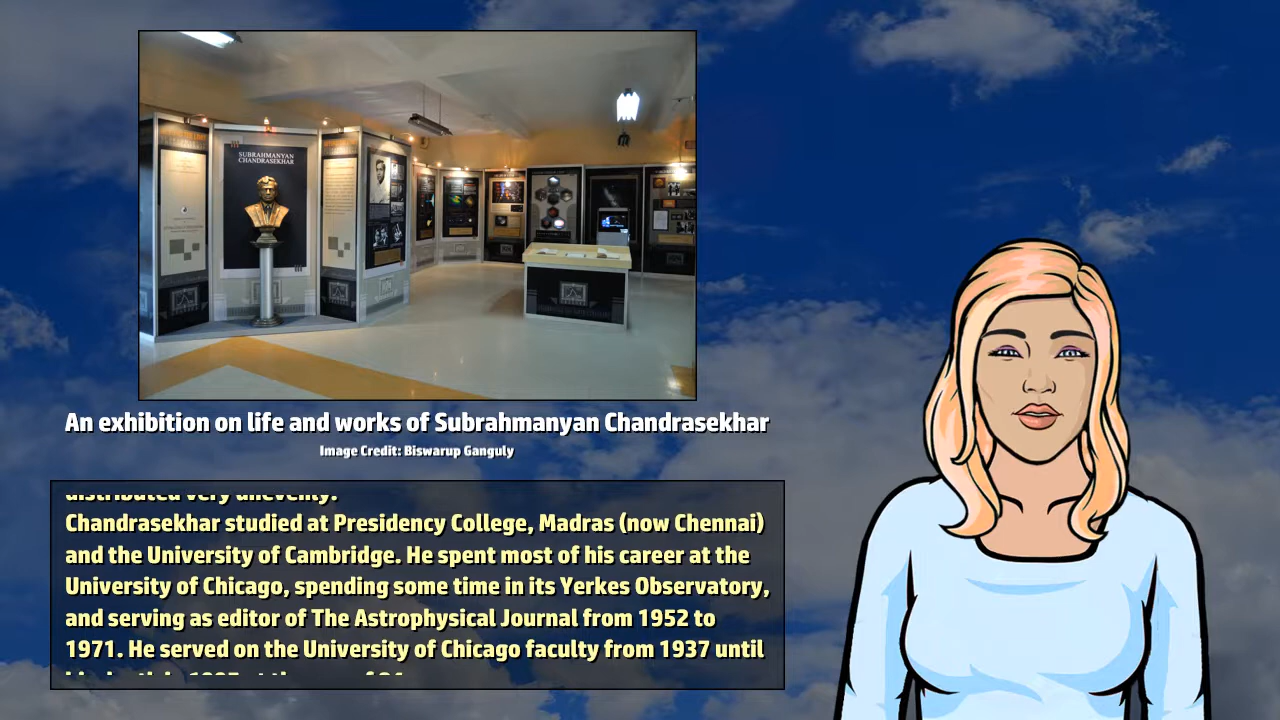 SUBRAHMANYAN
CHANDRASEKHAR
An exhibition on life and works of Subrahmanyan Chandrasekhar
Image Credit: Biswarup Ganguly
distributed very unevenly.
Chandrasekhar studied at Presidency College, Madras (now Chennai)
and the University of Cambridge. He spent most of his career at the
University of Chicago, spending some time in its Yerkes Observatory,
and serving as editor of The Astrophysical Journal from 1952 to
1971. He served on the University of Chicago faculty from 1937 until